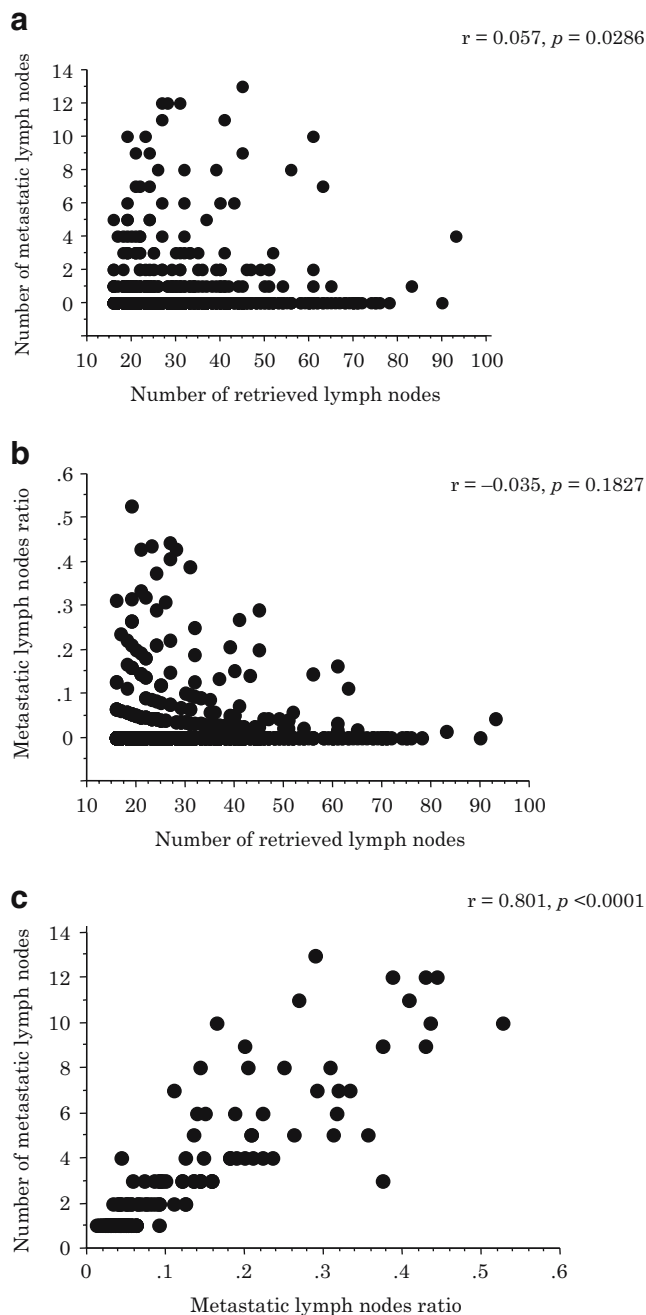 a
r = 0.057, p = 0.0286
Number of metastatic lymph nodes
14
12
10
8
6
4
2
0
10 20 30 40 50 60 70 80 90 100
Number of retrieved lymph nodes
b
r = –0.035, p = 0.1827
Metastatic lymph nodes ratio
.6
.5
.4
.3
.2
.1
0
10 20 30 40 50 60 70 80 90 100
Number of retrieved lymph nodes
c
r = 0.801, p <0.0001
Number of metastatic lymph nodes
14
12
10
8
6
4
2
0
0 .1 .2 .3 .4 .5 .6
Metastatic lymph nodes ratio